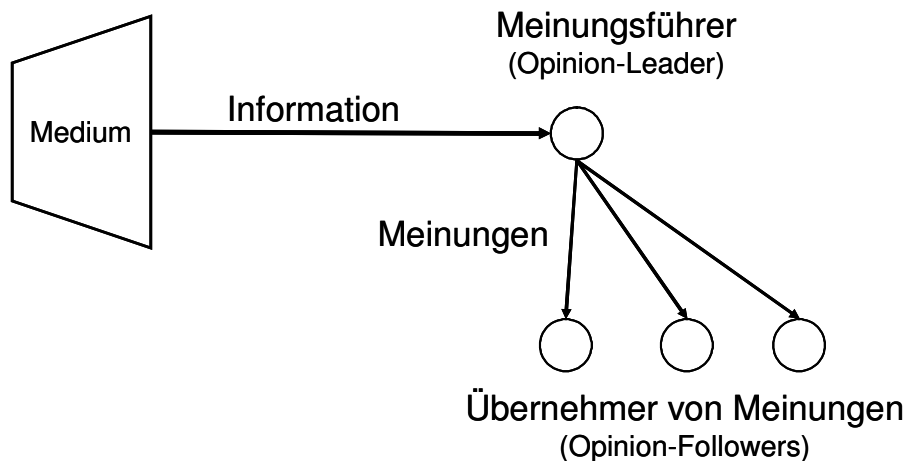 Meinungsführer
(Opinion-Leader)
Information
Medium
Meinungen
Übernehmer von Meinungen
(Opinion-Followers)